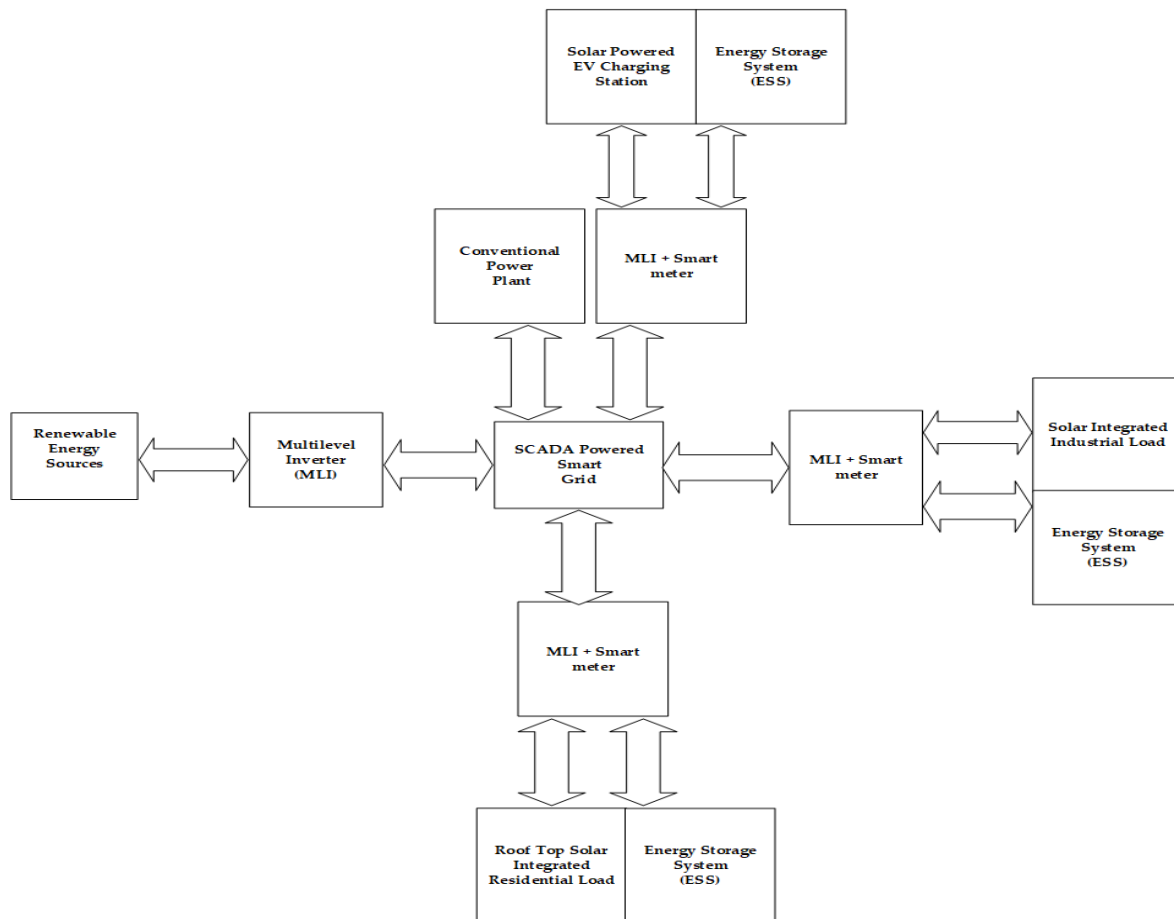 Solar Powered
EV Charging
Station
Energy Storage
System
(ESS)
Conventional
Power
Plant
MLI + Smart
meter
Renewable
Energy
Sources
Multilevel
Inverter
(MLI)
SCADA Powered
Smart
Grid
MLI + Smart
meter
Solar Integrated
Industrial Load
Energy Storage
System
(ESS)
MLI + Smart
meter
Roof Top Solar
Integrated
Residential Load
Energy Storage
System
(ESS)